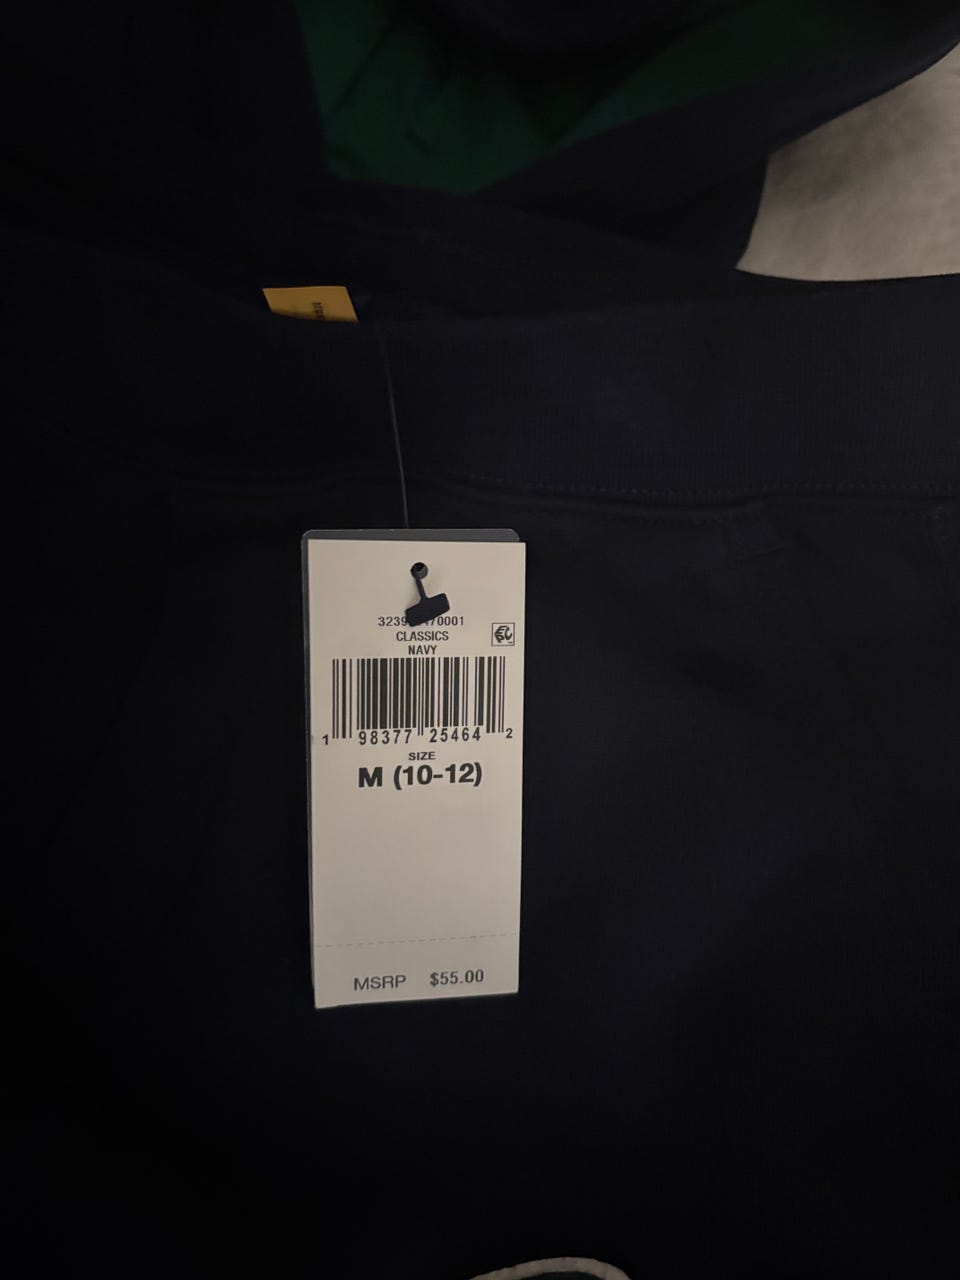 CLASSICS
NAVY
1 98377 25464 2
SIZE
M (10-12)
MSRP $55.00